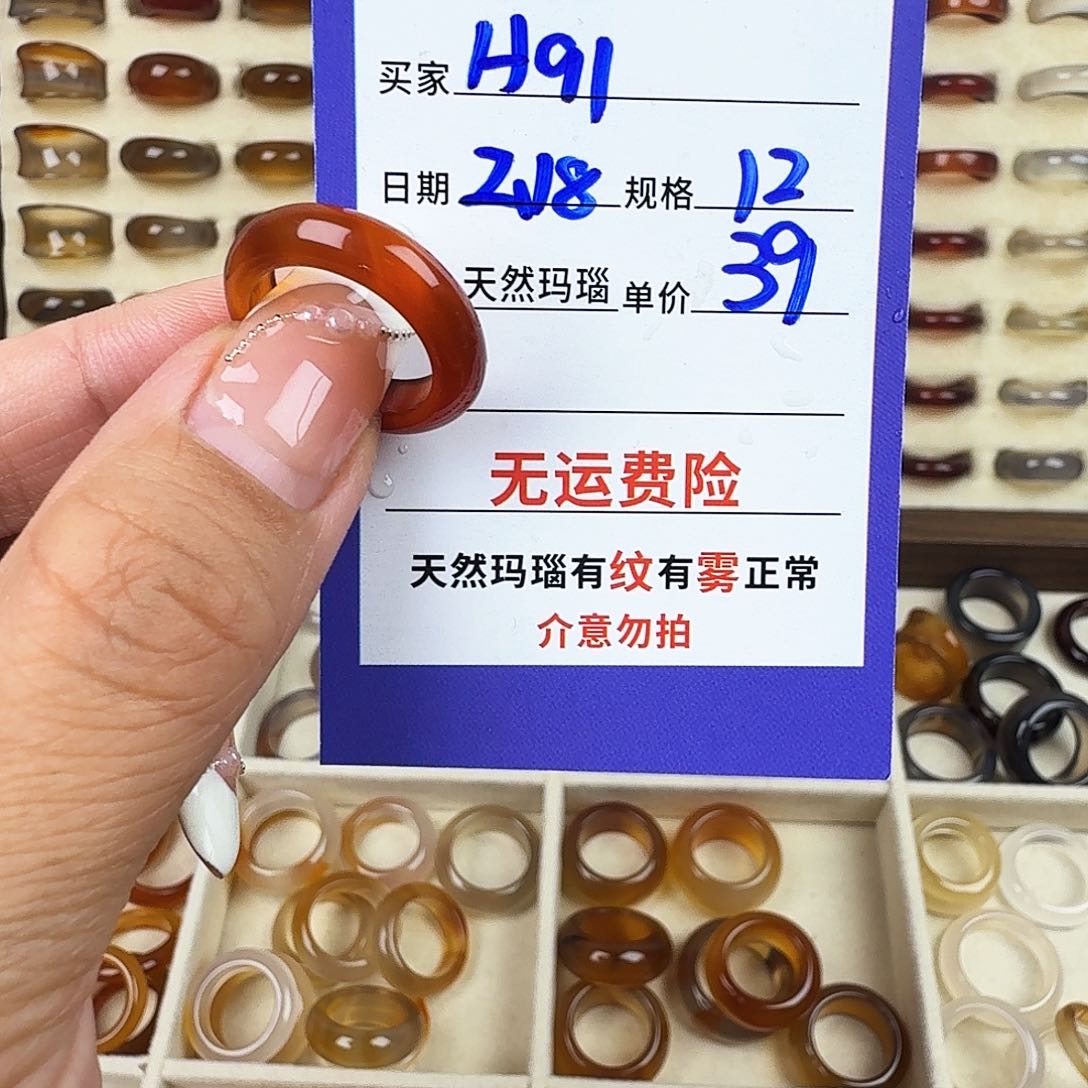 买家 H91
日期 2.18 规格 12
天然玛瑙 单价 39
无运费险
天然玛瑙有纹有雾正常
介意勿拍